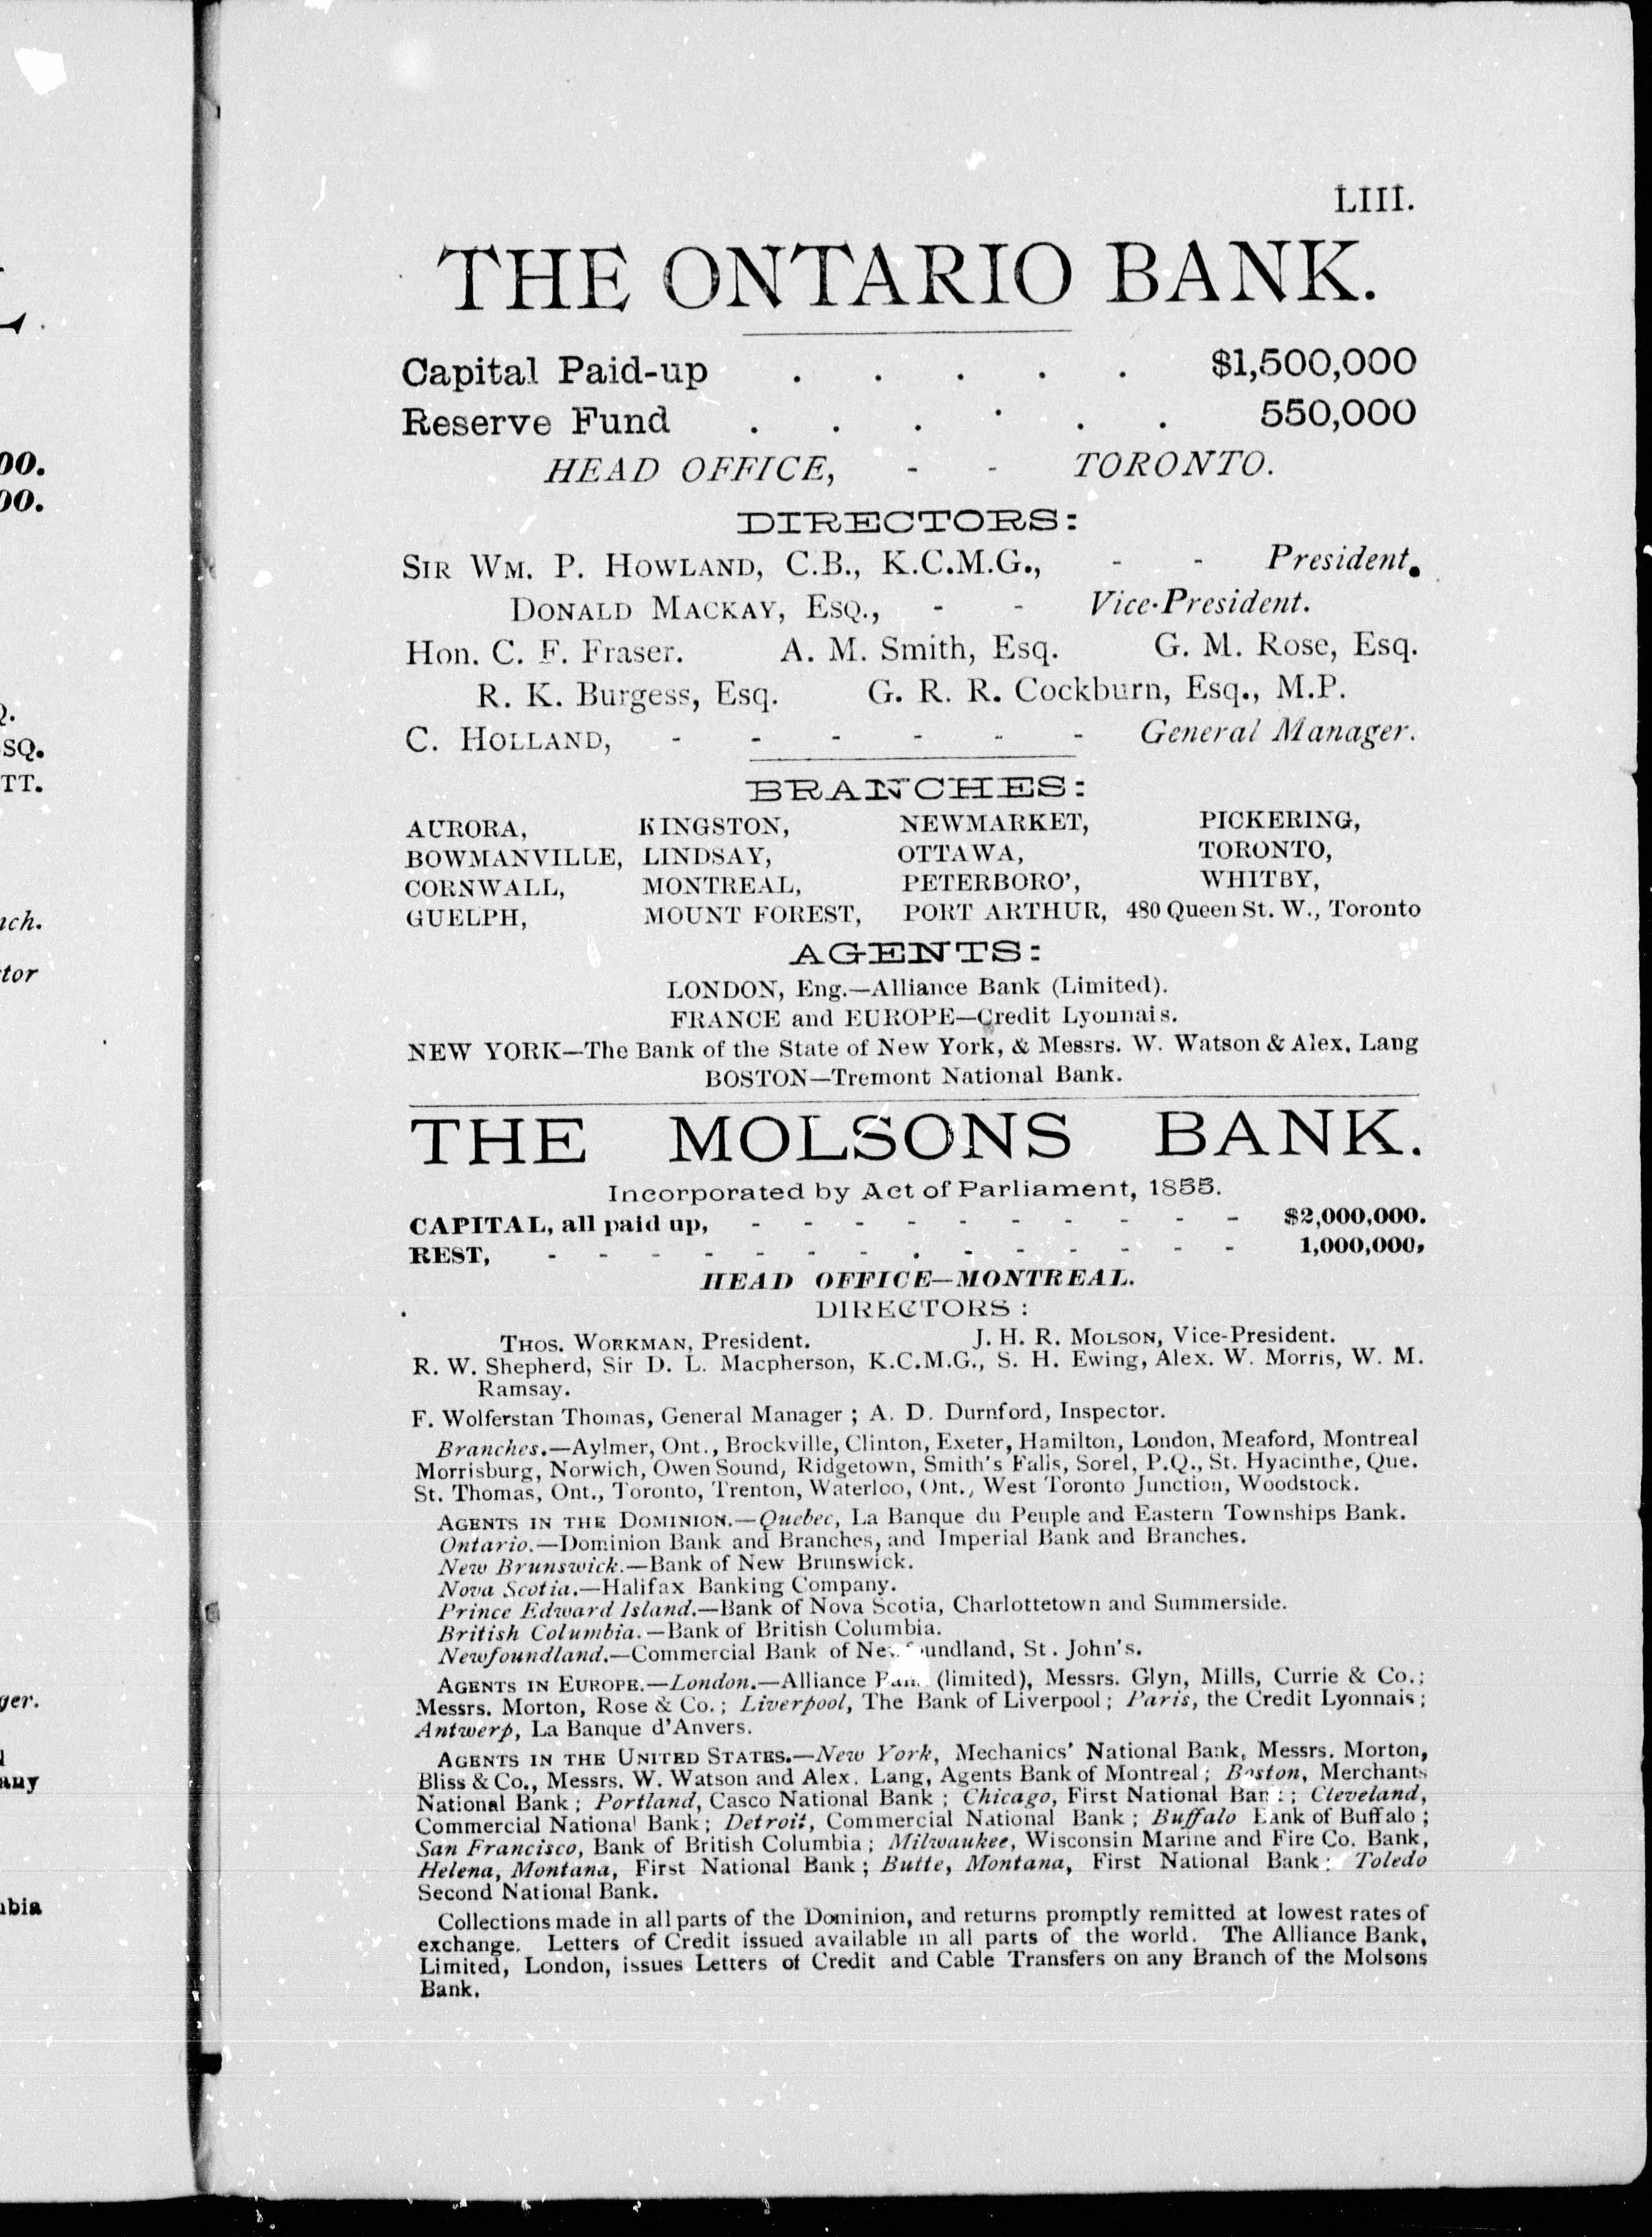 LIII.
THE ONTARIO BANK.
Capital Paid-up . . . . . $1,500,000
Reserve Fund . . . . . . 550,000
HEAD OFFICE, - - TORONTO.
DIRECTORS:
SIR WM. P. HOWLAND, C.B., K.C.M.G., - - President.
DONALD MACKAY, ESQ., - - Vice-President.
Hon. C. F. Fraser. A. M. Smith, Esq. G. M. Rose, Esq.
R. K. Burgess, Esq. G. R. R. Cockburn, Esq., M.P.
C. HOLLAND, - - - - - - General Manager.
BRANCHES:
AURORA, KINGSTON, NEWMARKET, PICKERING,
BOWMANVILLE, LINDSAY, OTTAWA, TORONTO,
CORNWALL, MONTREAL, PETERBORO', WHITBY,
GUELPH, MOUNT FOREST, PORT ARTHUR, 480 Queen St. W., Toronto
AGENTS:
LONDON, Eng.—Alliance Bank (Limited).
FRANCE and EUROPE—Credit Lyonnais.
NEW YORK—The Bank of the State of New York, & Messrs. W. Watson & Alex. Lang
BOSTON—Tremont National Bank.
THE MOLSONS BANK.
Incorporated by Act of Parliament, 1855.
CAPITAL, all paid up, - - - - - - - - - - $2,000,000.
REST, - - - - - - - . - - - - - - 1,000,000,
HEAD OFFICE—MONTREAL.
DIRECTORS :
THOS. WORKMAN, President. J. H. R. MOLSON, Vice-President.
R. W. Shepherd, Sir D. L. Macpherson, K.C.M.G., S. H. Ewing, Alex. W. Morris, W. M.
Ramsay.
F. Wolferstan Thomas, General Manager ; A. D. Durnford, Inspector.
Branches.—Aylmer, Ont., Brockville, Clinton, Exeter, Hamilton, London, Meaford, Montreal
Morrisburg, Norwich, Owen Sound, Ridgetown, Smith's Falls, Sorel, P.Q., St. Hyacinthe, Que.
St. Thomas, Ont., Toronto, Trenton, Waterloo, Ont., West Toronto Junction, Woodstock.
AGENTS IN THE DOMINION.—Quebec, La Banque du Peuple and Eastern Townships Bank.
Ontario.—Dominion Bank and Branches, and Imperial Bank and Branches.
New Brunswick.—Bank of New Brunswick.
Nova Scotia.—Halifax Banking Company.
Prince Edward Island.—Bank of Nova Scotia, Charlottetown and Summerside.
British Columbia.—Bank of British Columbia.
Newfoundland.—Commercial Bank of Newfoundland, St. John's.
AGENTS IN EUROPE.—London.—Alliance Bank (limited), Messrs. Glyn, Mills, Currie & Co.;
Messrs. Morton, Rose & Co. ; Liverpool, The Bank of Liverpool ; Paris, the Credit Lyonnais ;
Antwerp, La Banque d'Anvers.
AGENTS IN THE UNITED STATES.—New York, Mechanics' National Bank, Messrs. Morton,
Bliss & Co., Messrs. W. Watson and Alex. Lang, Agents Bank of Montreal ; Boston, Merchants
National Bank ; Portland, Casco National Bank ; Chicago, First National Bank ; Cleveland,
Commercial National Bank ; Detroit, Commercial National Bank ; Buffalo Bank of Buffalo ;
San Francisco, Bank of British Columbia ; Milwaukee, Wisconsin Marine and Fire Co. Bank,
Helena, Montana, First National Bank ; Butte, Montana, First National Bank ; Toledo
Second National Bank.
Collections made in all parts of the Dominion, and returns promptly remitted at lowest rates of
exchange. Letters of Credit issued available in all parts of the world. The Alliance Bank,
Limited, London, issues Letters of Credit and Cable Transfers on any Branch of the Molsons
Bank.